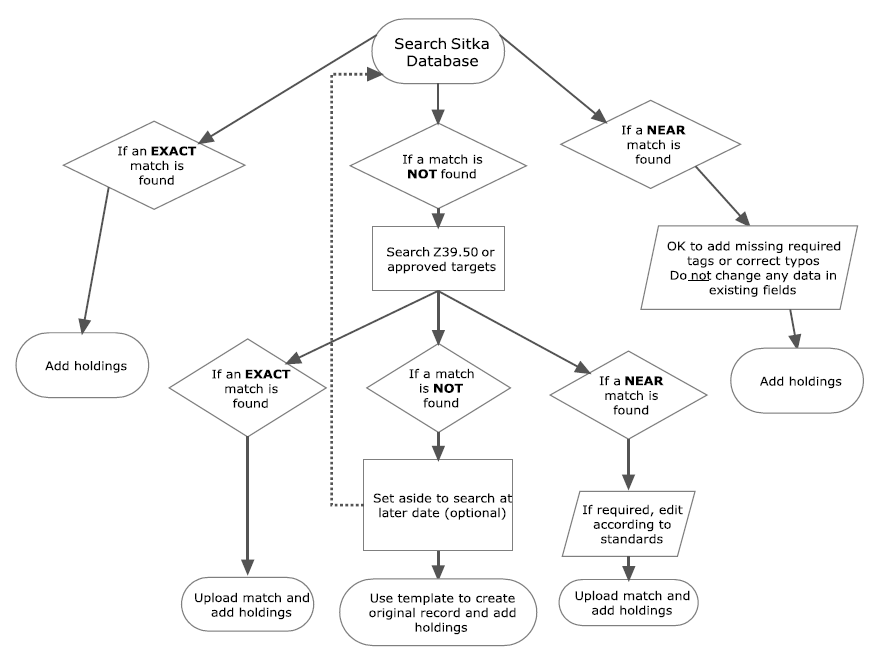 Search Sitka
Database
If an EXACT
match is
found
If a match is
NOT found
If a NEAR
match is
found
Search Z39.50 or
approved targets
OK to add missing required
tags or correct typos
Do not change any data in
existing fields
Add holdings
If an EXACT
match is
found
If a match
is NOT
found
If a NEAR
match is
found
Add holdings
Set aside to search at
later date (optional)
If required, edit
according to
standards
Upload match and
add holdings
Use template to create
original record and add
holdings
Upload match and
add holdings